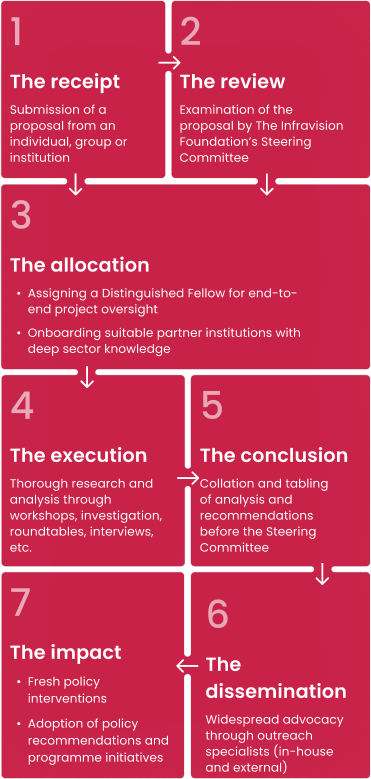 1
The receipt
Submission of a
proposal from an
individual, group or
institution
2
The review
Examination of the
proposal by The Infravision
Foundation's Steering
Committee
3
The allocation
• Assigning a Distinguished Fellow for end-to-
end project oversight
• Onboarding suitable partner institutions with
deep sector knowledge
4
The execution
Thorough research and
analysis through
workshops, investigation,
roundtables, interviews,
etc.
5
The conclusion
Collation and tabling
of analysis and
recommendations
before the Steering
Committee
6
The
dissemination
Widespread advocacy
through outreach
specialists (in-house
and external)
7
The impact
• Fresh policy
interventions
• Adoption of policy
recommendations and
programme initiatives